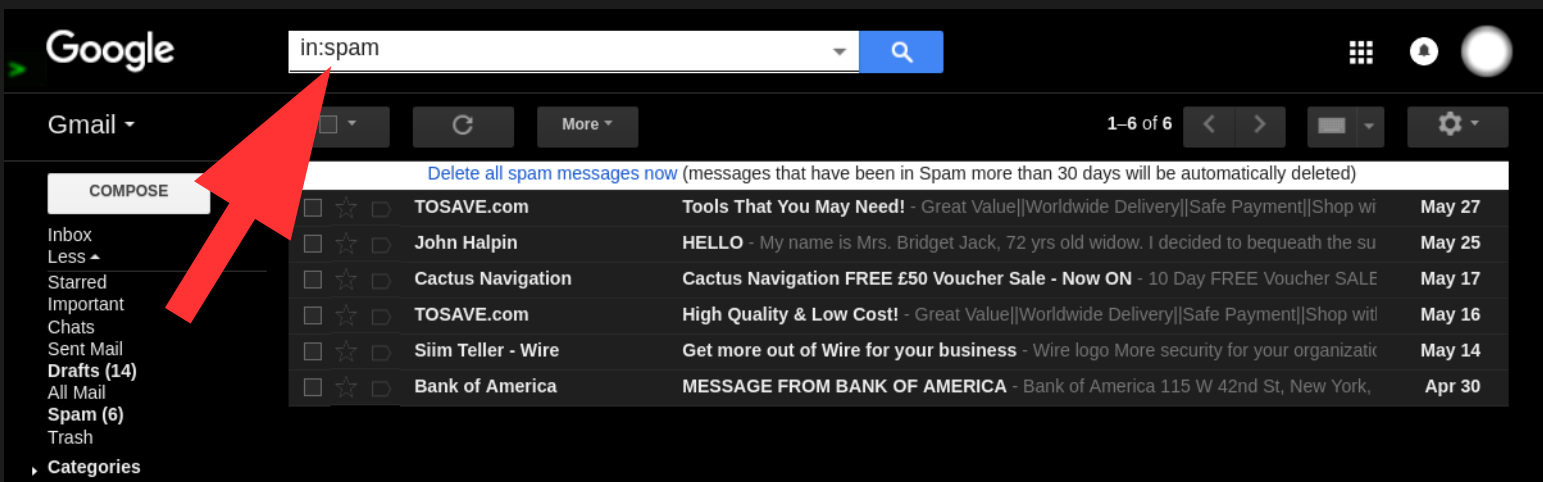 Google
in:spam
>
Gmail
More
1–6 of 6
Delete all spam messages now (messages that have been in Spam more than 30 days will be automatically deleted)
COMPOSE
Inbox
Less
Starred
Important
Chats
Sent Mail
Drafts (14)
All Mail
Spam (6)
Trash
Categories
TOSAVE.com Tools That You May Need! - Great Value||Worldwide Delivery||Safe Payment||Shop wi May 27
John Halpin HELLO - My name is Mrs. Bridget Jack, 72 yrs old widow. I decided to bequeath the su May 25
Cactus Navigation Cactus Navigation FREE £50 Voucher Sale - Now ON - 10 Day FREE Voucher SALE May 17
TOSAVE.com High Quality & Low Cost! - Great Value||Worldwide Delivery||Safe Payment||Shop wit May 16
Siim Teller - Wire Get more out of Wire for your business - Wire logo More security for your organizatio May 14
Bank of America MESSAGE FROM BANK OF AMERICA - Bank of America 115 W 42nd St, New York, Apr 30